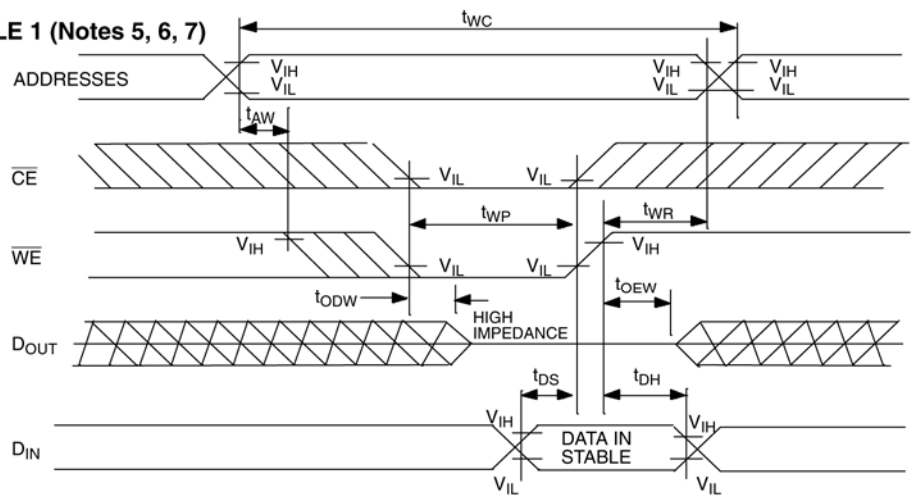 LE 1 (Notes 5, 6, 7)
tWC
ADDRESSES
VIH
VIL
VIH
VIL
VIH
VIL
tAW
CE
VIL
VIL
tWP
tWR
WE
VIH
VIL
VIL
VIH
tODW
tOEW
HIGH
IMPEDANCE
DOUT
tDS
tDH
DIN
VIH
VIL
DATA IN
STABLE
VIH
VIL